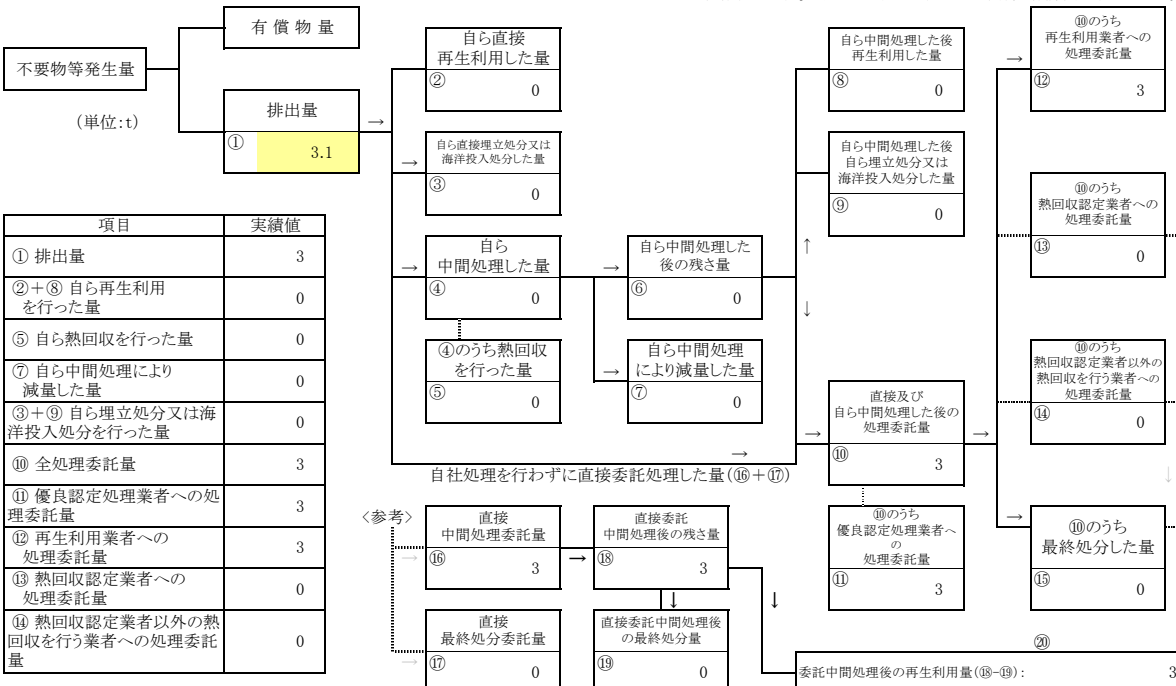 不要物等発生量
(単位:t)
有償物量
排出量
① 3.1
→
自ら直接
再生利用した量
② 0
→
自ら直接埋立処分又は
海洋投入処分した量
③ 0
→
自ら
中間処理した量
④ 0
④のうち熱回収
を行った量
⑤ 0
→
自ら中間処理した
後の残さ量
⑥ 0
→
自ら中間処理
により減量した量
⑦ 0
自ら中間処理した後
再生利用した量
⑧ 0
自ら中間処理した後
自ら埋立処分又は
海洋投入処分した量
⑨ 0
↑
↓
→
自社処理を行わずに直接委託処理した量(⑯+⑰)
→
直接及び
自ら中間処理した後の
処理委託量
⑩ 3
⑩のうち
優良認定処理業者へ
の
処理委託量
⑪ 3
→
→
⑩のうち
再生利用業者への
処理委託量
⑫ 3
⑩のうち
熱回収認定業者への
処理委託量
⑬ 0
⑩のうち
熱回収認定業者以外の
熱回収を行う業者への
処理委託量
⑭ 0
↓
→
⑩のうち
最終処分した量
⑮ 0
項目 実績値
① 排出量 3
②+⑧ 自ら再生利用
を行った量 0
⑤ 自ら熱回収を行った量 0
⑦ 自ら中間処理により
減量した量 0
③+⑨ 自ら埋立処分又は海
洋投入処分を行った量 0
⑩ 全処理委託量 3
⑪ 優良認定処理業者への処
理委託量 3
⑫ 再生利用業者への
処理委託量 3
⑬ 熱回収認定業者への
処理委託量 0
⑭ 熱回収認定業者以外の熱
回収を行う業者への処理委託
量 0
〈参考〉
→
直接
中間処理委託量
⑯ 3
→
直接委託
中間処理後の残さ量
⑱ 3
↓
↓
→
直接
最終処分委託量
⑰ 0
直接委託中間処理後
の最終処分量
⑲ 0
⑳
委託中間処理後の再生利用量(⑱-⑲): 3